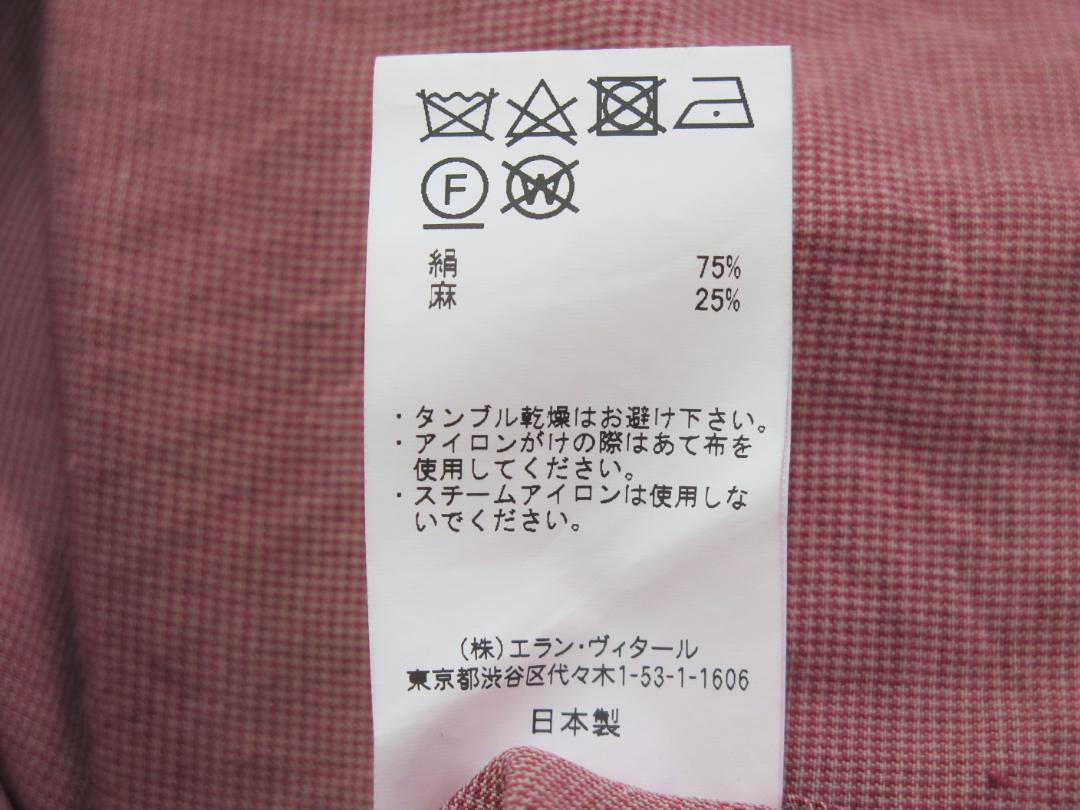 F W
絹 75%
麻 25%
・タンブル乾燥はお避け下さい。
・アイロンがけの際はあて布を
使用してください。
・スチームアイロンは使用しな
いでください。
(株)エラン・ヴィタール
東京都渋谷区代々木1-53-1-1606
日本製